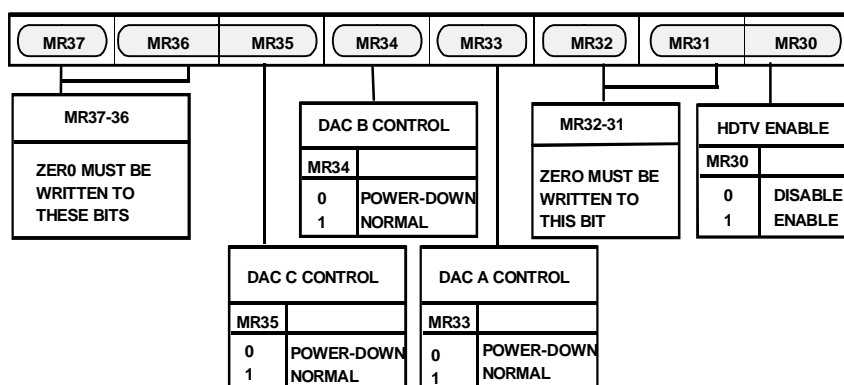 MR37 MR36 MR35 MR34 MR33 MR32 MR31 MR30
MR37-36
ZER0 MUST BE
WRITTEN TO
THESE BITS
DAC B CONTROL
MR34
0 POWER-DOWN
1 NORMAL
MR32-31
ZERO MUST BE
WRITTEN TO
THIS BIT
HDTV ENABLE
MR30
0 DISABLE
1 ENABLE
DAC C CONTROL
MR35
0 POWER-DOWN
1 NORMAL
DAC A CONTROL
MR33
0 POWER-DOWN
1 NORMAL